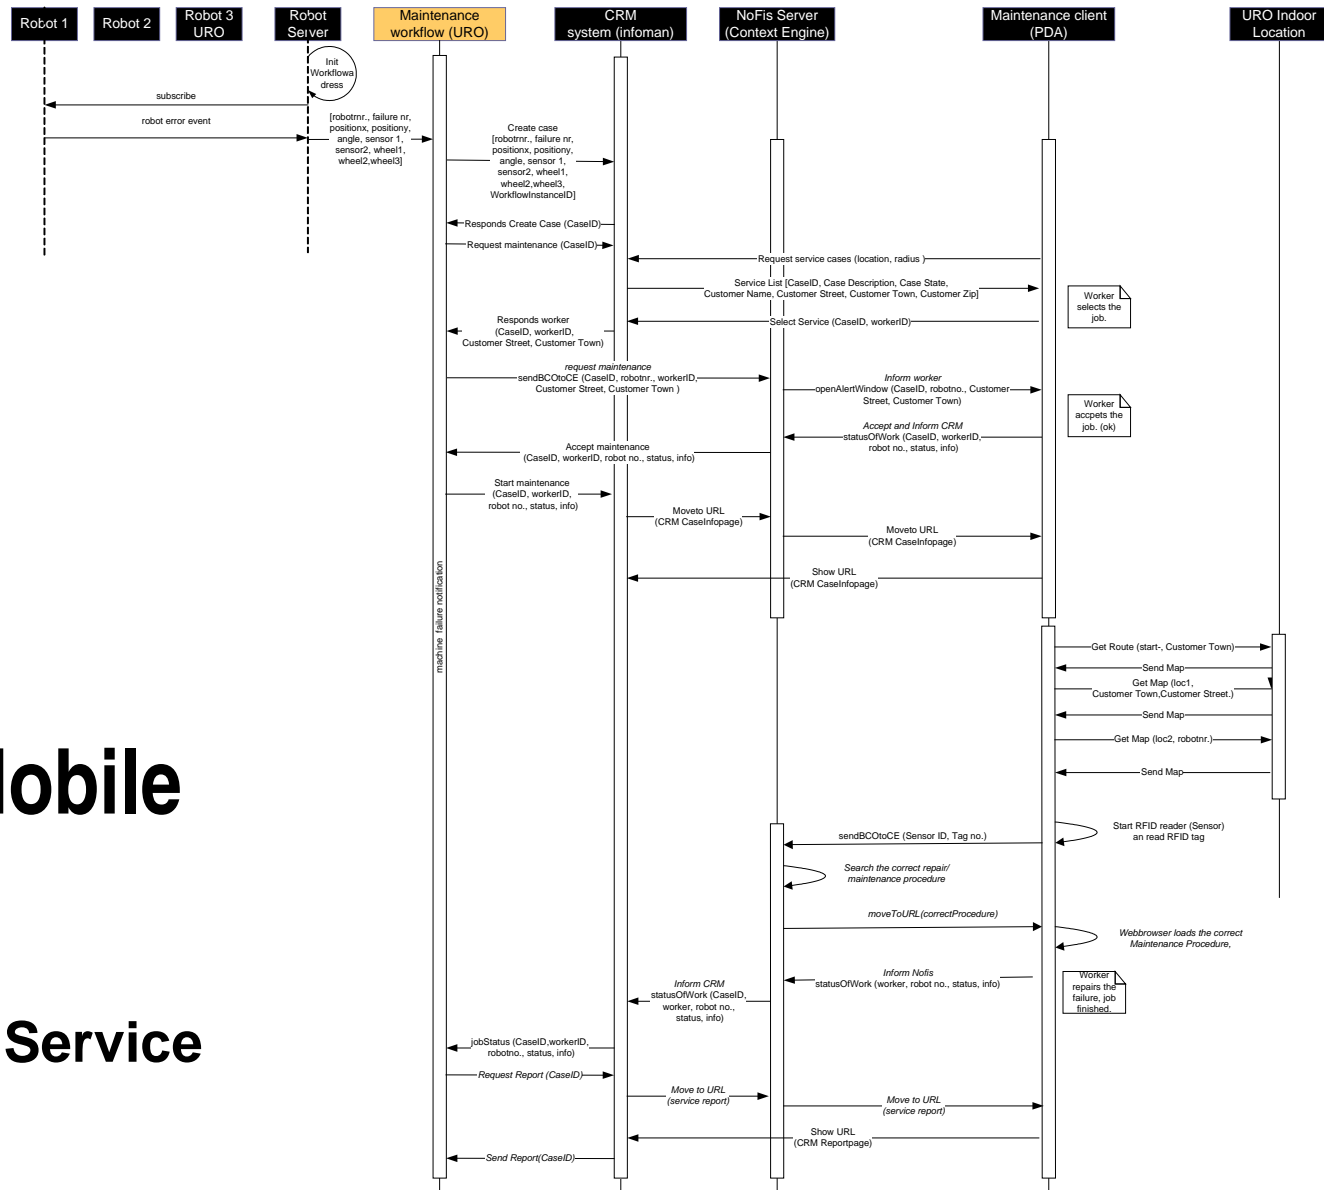 Robot 1
Robot 2
Robot 3
URO
Robot
Server
Maintenance
workflow (URO)
CRM
system (infoman)
NoFis Server
(Context Engine)
Maintenance client
(PDA)
URO Indoor
Location
Init
Workflowa
dress
subscribe
robot error event
[robotrnr., failure nr,
positionx, positiony,
angle, sensor 1,
sensor2, wheel1,
wheel2,wheel3]
Create case
[robotrnr., failure nr,
positionx, positiony,
angle, sensor 1,
sensor2, wheel1,
wheel2,wheel3,
WorkflowInstanceID]
Responds Create Case (CaseID)
Request maintenance (CaseID)
Request service cases (location, radius )
Service List [CaseID, Case Description, Case State,
Customer Name, Customer Street, Customer Town, Customer Zip]
Worker
selects the
job.
Select Service (CaseID, workerID)
Responds worker
(CaseID, workerID,
Customer Street, Customer Town)
request maintenance
sendBCOtoCE (CaseID, robotnr., workerID,
Customer Street, Customer Town )
Inform worker
openAlertWindow (CaseID, robotno., Customer
Street, Customer Town)
Worker
accpets the
job. (ok)
Accept and Inform CRM
statusOfWork (CaseID, workerID,
robot no., status, info)
Accept maintenance
(CaseID, workerID, robot no., status, info)
Start maintenance
(CaseID, workerID,
robot no., status, info)
Moveto URL
(CRM CaseInfopage)
Moveto URL
(CRM CaseInfopage)
Show URL
(CRM CaseInfopage)
machine failure notification
Get Route (start-, Customer Town)
Send Map
Get Map (loc1,
Customer Town,Customer Street.)
Send Map
Get Map (loc2, robotnr.)
Send Map
lobile
Start RFID reader (Sensor)
an read RFID tag
sendBCOtoCE (Sensor ID, Tag no.)
Search the correct repair/
maintenance procedure
moveToURL(correctProcedure)
Webbrowser loads the correct
Maintenance Procedure,
Inform Nofis
statusOfWork (worker, robot no., status, info)
Worker
repairs the
failure, job
finished.
Inform CRM
statusOfWork (CaseID,
worker, robot no.,
status, info)
Service
jobStatus (CaseID,workerID,
robotno., status, info)
Request Report (CaseID)
Move to URL
(service report)
Move to URL
(service report)
Show URL
(CRM Reportpage)
Send Report(CaseID)